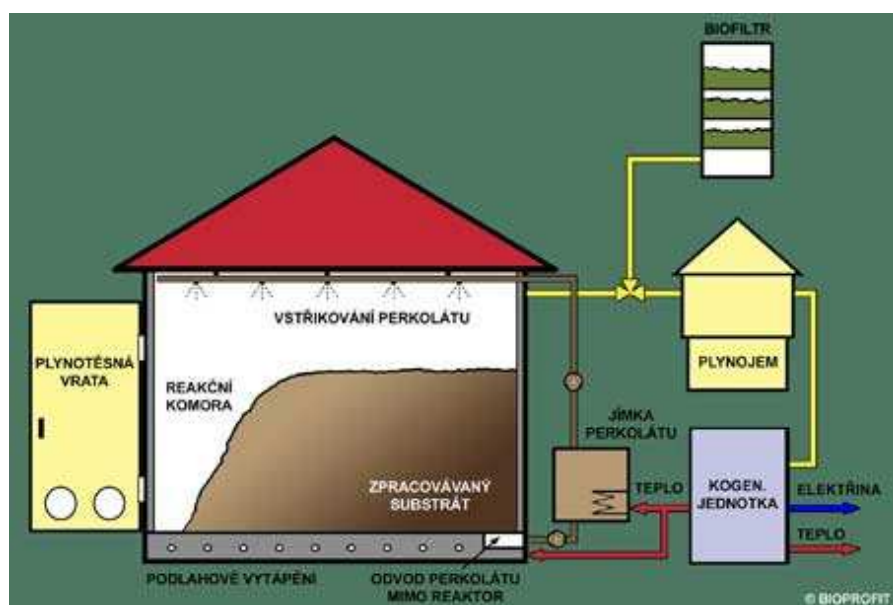 BIOFILTR
VSTŘIKOVÁNÍ PERKOLÁTU
PLYNOTĚSNÁ
VRATA
REAKČNÍ
KOMORA
PLYNOJEM
JÍMKA
PERKOLÁTU
ZPRACOVÁVANÝ
SUBSTRÁT
TEPLO
KOGEN.
JEDNOTKA
ELEKTŘINA
TEPLO
PODLAHOVÉ VYTÁPĚNÍ
ODVOD PERKOLÁTU
MIMO REAKTOR
© BIOPROFIT